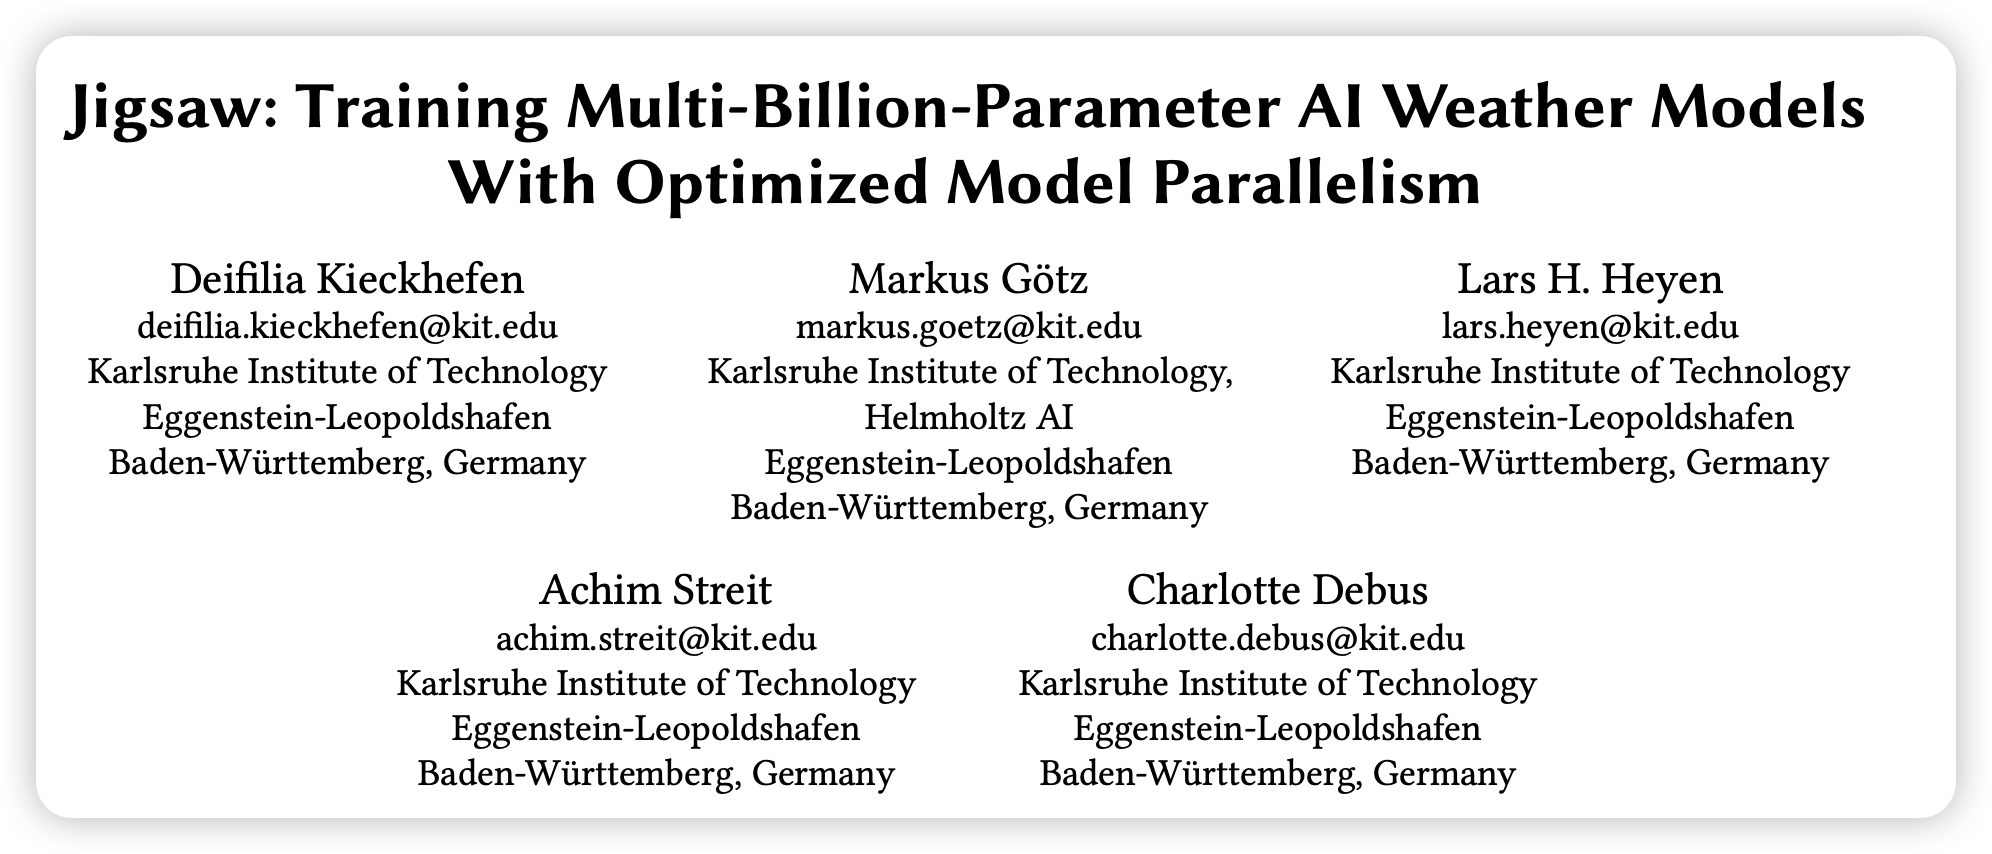 Jigsaw: Training Multi-Billion-Parameter AI Weather Models
With Optimized Model Parallelism
Deifilia Kieckhefen
deifilia.kieckhefen@kit.edu
Karlsruhe Institute of Technology
Eggenstein-Leopoldshafen
Baden-Württemberg, Germany
Markus Götz
markus.goetz@kit.edu
Karlsruhe Institute of Technology,
Helmholtz AI
Eggenstein-Leopoldshafen
Baden-Württemberg, Germany
Lars H. Heyen
lars.heyen@kit.edu
Karlsruhe Institute of Technology
Eggenstein-Leopoldshafen
Baden-Württemberg, Germany
Achim Streit
achim.streit@kit.edu
Karlsruhe Institute of Technology
Eggenstein-Leopoldshafen
Baden-Württemberg, Germany
Charlotte Debus
charlotte.debus@kit.edu
Karlsruhe Institute of Technology
Eggenstein-Leopoldshafen
Baden-Württemberg, Germany